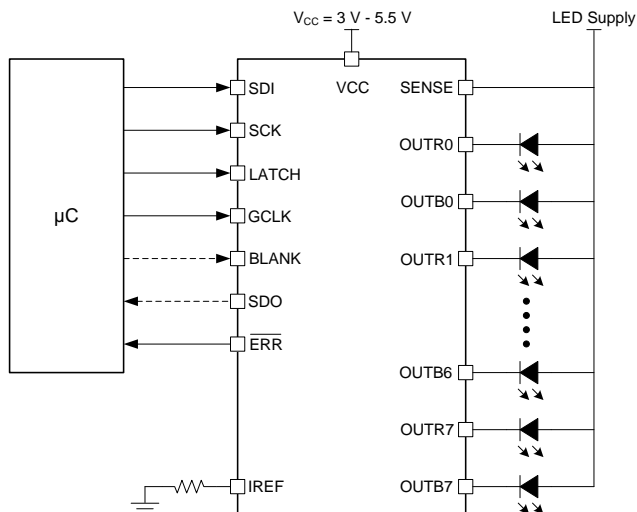 V_CC = 3 V - 5.5 V
LED Supply
SDI
VCC
SENSE
SCK
OUTR0
LATCH
OUTB0
µC
GCLK
BLANK
OUTR1
SDO
ERR
OUTB6
OUTR7
IREF
OUTB7